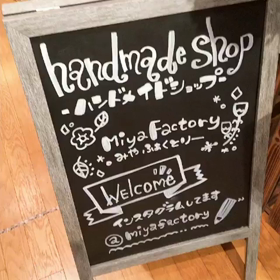 handmade shop
-ハンドメイドショップ-
Miya Factory
-みやふぁくとりー-
WELCOME
インスタグラムしてます
@miyafactory